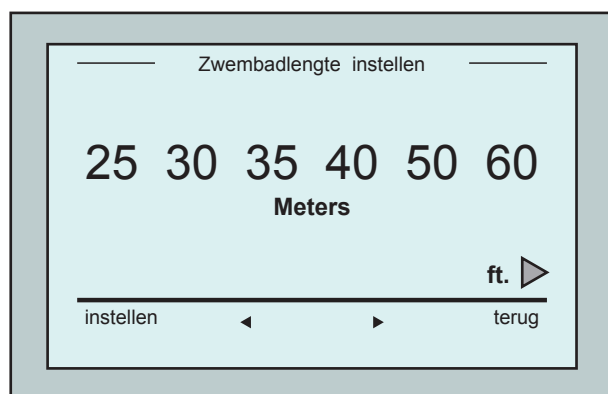 Zwembadlengte instellen
25 30 35 40 50 60
Meters
ft.
instellen terug